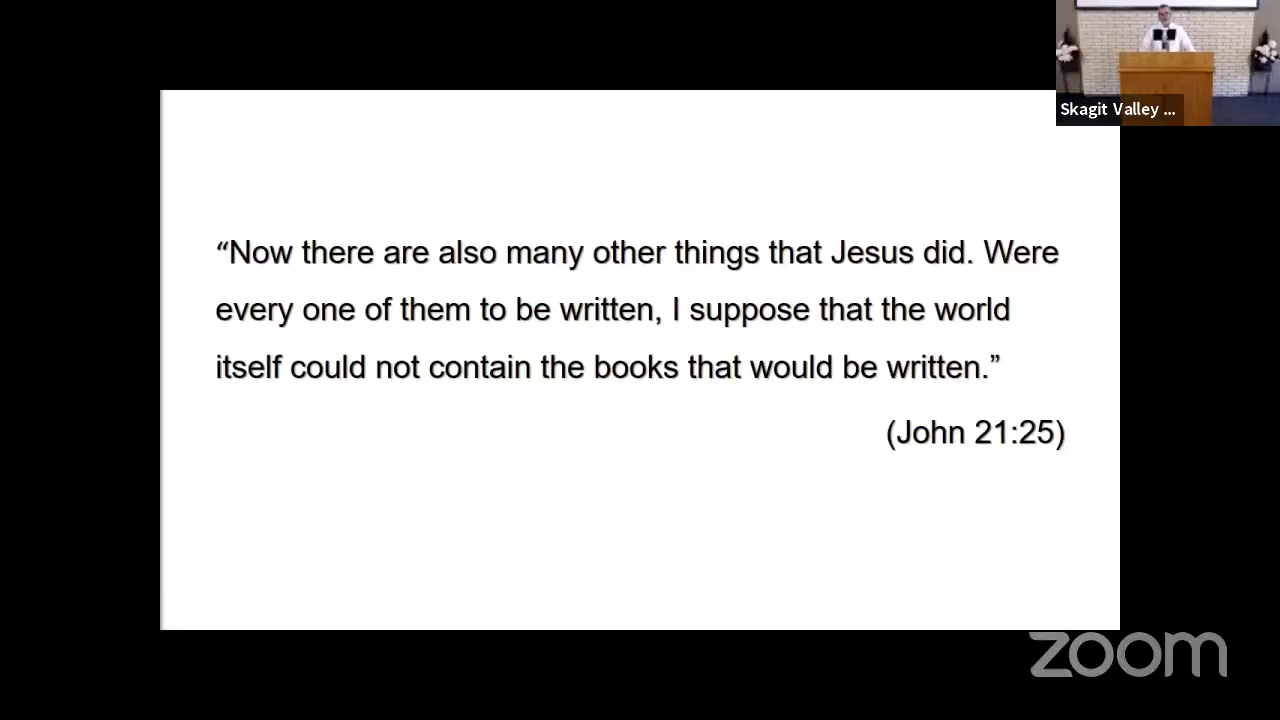 Skagit Valley ...
“Now there are also many other things that Jesus did. Were
every one of them to be written, I suppose that the world
itself could not contain the books that would be written.”
(John 21:25)
zoom